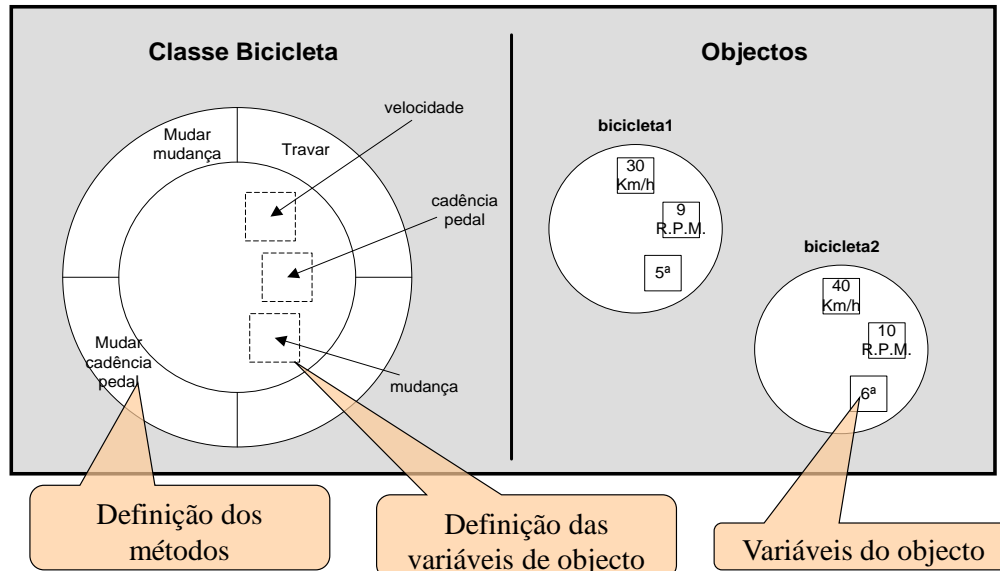 Classe Bicicleta
Objectos
velocidade
Mudar
mudança
Travar
cadência
pedal
Mudar
cadência
pedal
mudança
bicicleta1
30
Km/h
9
R.P.M.
5ª
bicicleta2
40
Km/h
10
R.P.M.
6ª
Definição dos
métodos
Definição das
variáveis de objecto
Variáveis do objecto